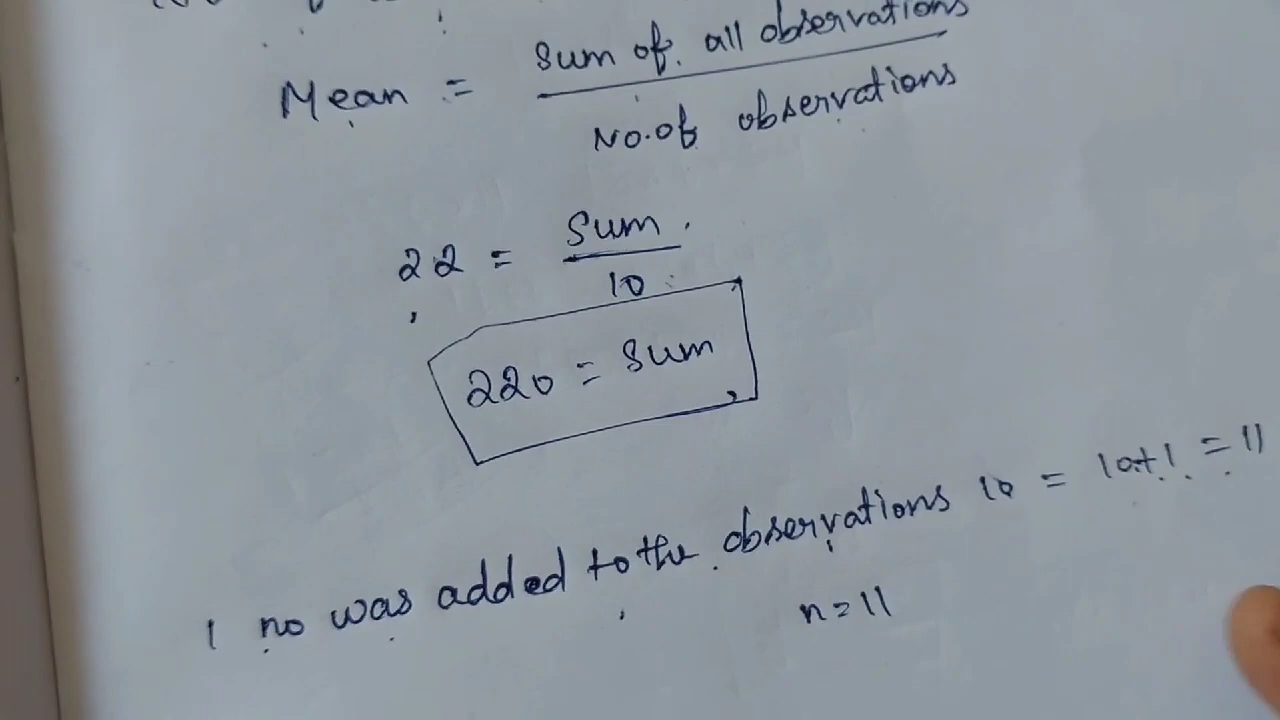 Mean = Sum of all observations
No.of observations
22 = Sum
10
220 = Sum
1 no was added to the observations 10 = 10+1 = 11
n=11